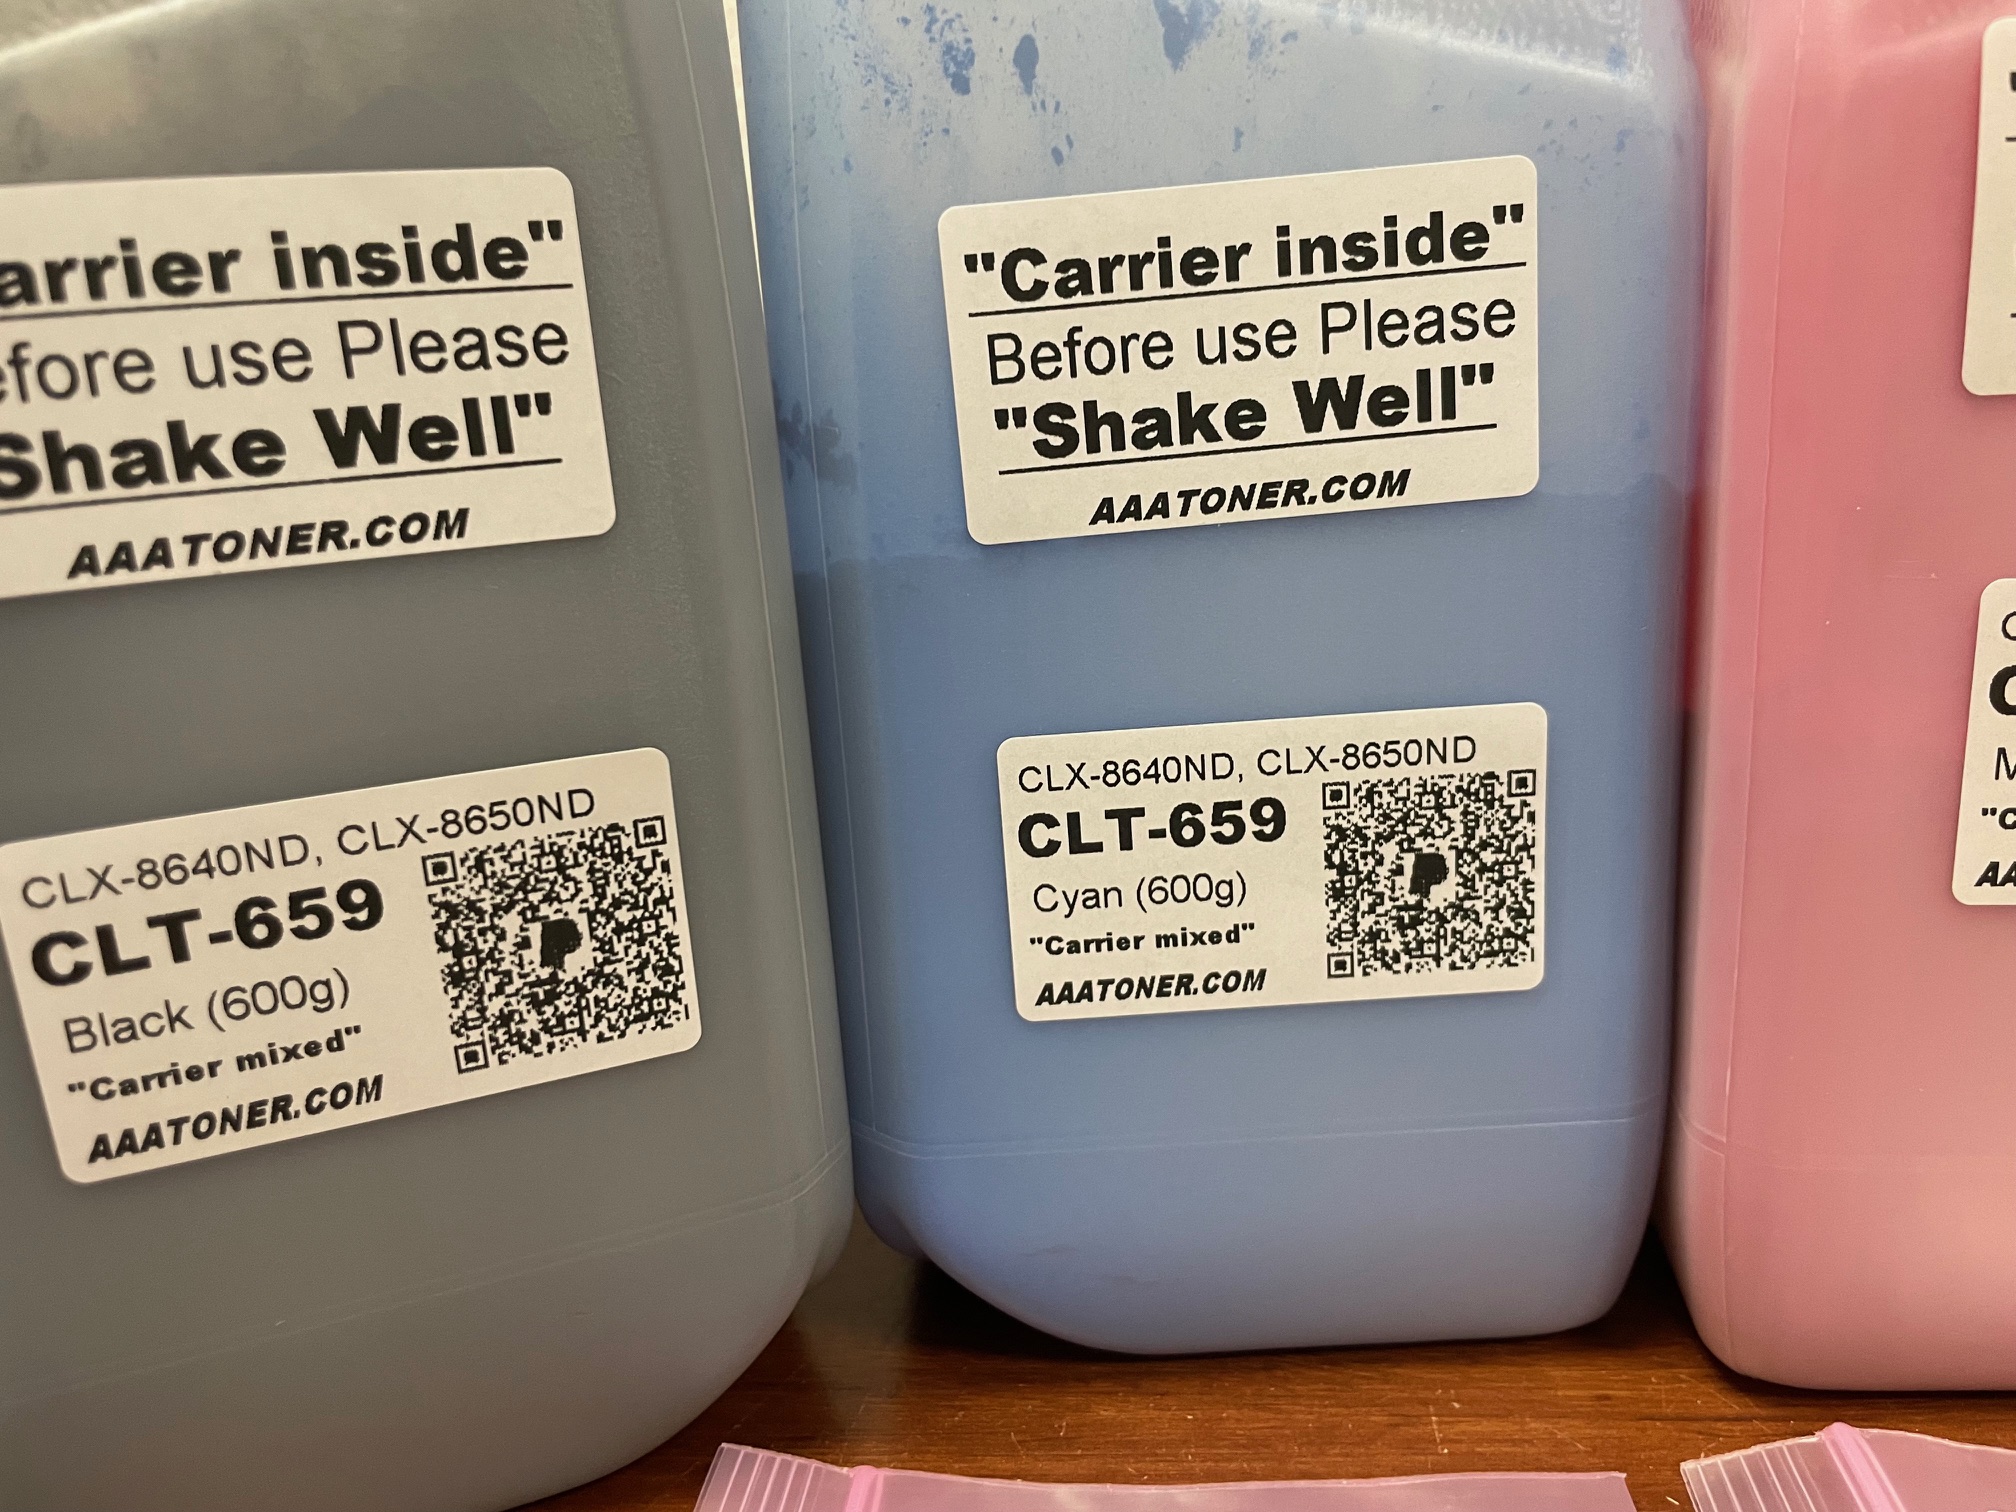 arrier inside"
fore use Please
Shake Well"
AAATONER.COM
CLX-8640ND, CLX-8650ND
CLT-659
Black (600g)
"Carrier mixed"
AAATONER.COM
"Carrier inside"
Before use Please
"Shake Well"
AAATONER.COM
CLX-8640ND, CLX-8650ND
CLT-659
Cyan (600g)
"Carrier mixed"
AAATONER.COM